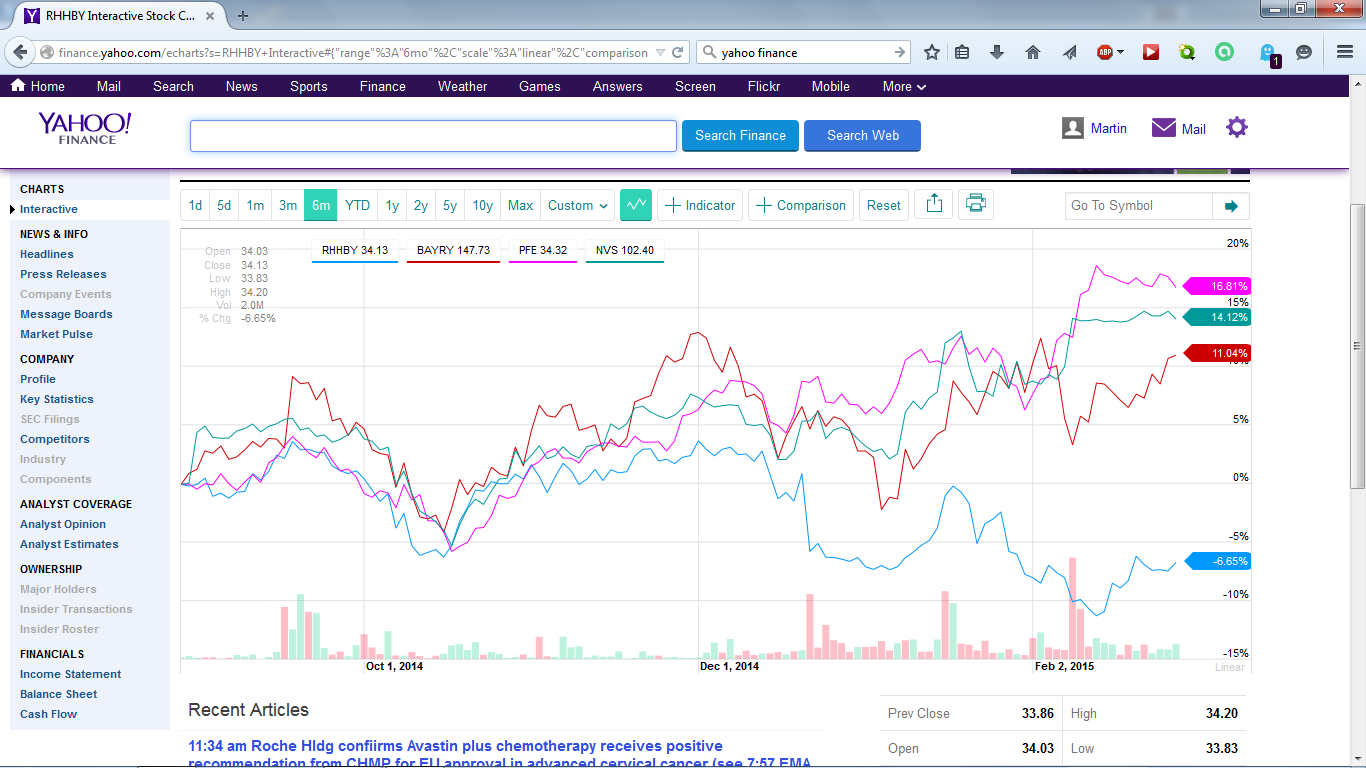 RHHBY Interactive Stock C...
finance.yahoo.com/echarts?s=RHHBY+Interactive#{"range"%3A"6mo"%2C"scale"%3A"linear"%2C"comparison
yahoo finance
ABP
1
Home Mail Search News Sports Finance Weather Games Answers Screen Flickr Mobile More
YAHOO!
FINANCE
Search Finance
Search Web
Martin
Mail
CHARTS
Interactive
NEWS & INFO
Headlines
Press Releases
Company Events
Message Boards
Market Pulse
COMPANY
Profile
Key Statistics
SEC Filings
Competitors
Industry
Components
ANALYST COVERAGE
Analyst Opinion
Analyst Estimates
OWNERSHIP
Major Holders
Insider Transactions
Insider Roster
FINANCIALS
Income Statement
Balance Sheet
Cash Flow
1d 5d 1m 3m 6m YTD 1y 2y 5y 10y Max Custom Indicator Comparison Reset Go To Symbol
Open 34.03
Close 34.13
Low 33.83
High 34.20
Vol 2.0M
% Chg -6.65%
RHHBY 34.13 BAYRY 147.73 PFE 34.32 NVS 102.40
20%
16.81%
15%
14.12%
11.04%
5%
0%
-5%
-6.65%
-10%
-15%
Oct 1, 2014 Dec 1, 2014 Feb 2, 2015
Linear
Recent Articles
11:34 am Roche Hldg confiirms Avastin plus chemotherapy receives positive
recommendation from CHMP for EU approval in advanced cervical cancer (see 7:57 EMA
Prev Close 33.86 High 34.20
Open 34.03 Low 33.83